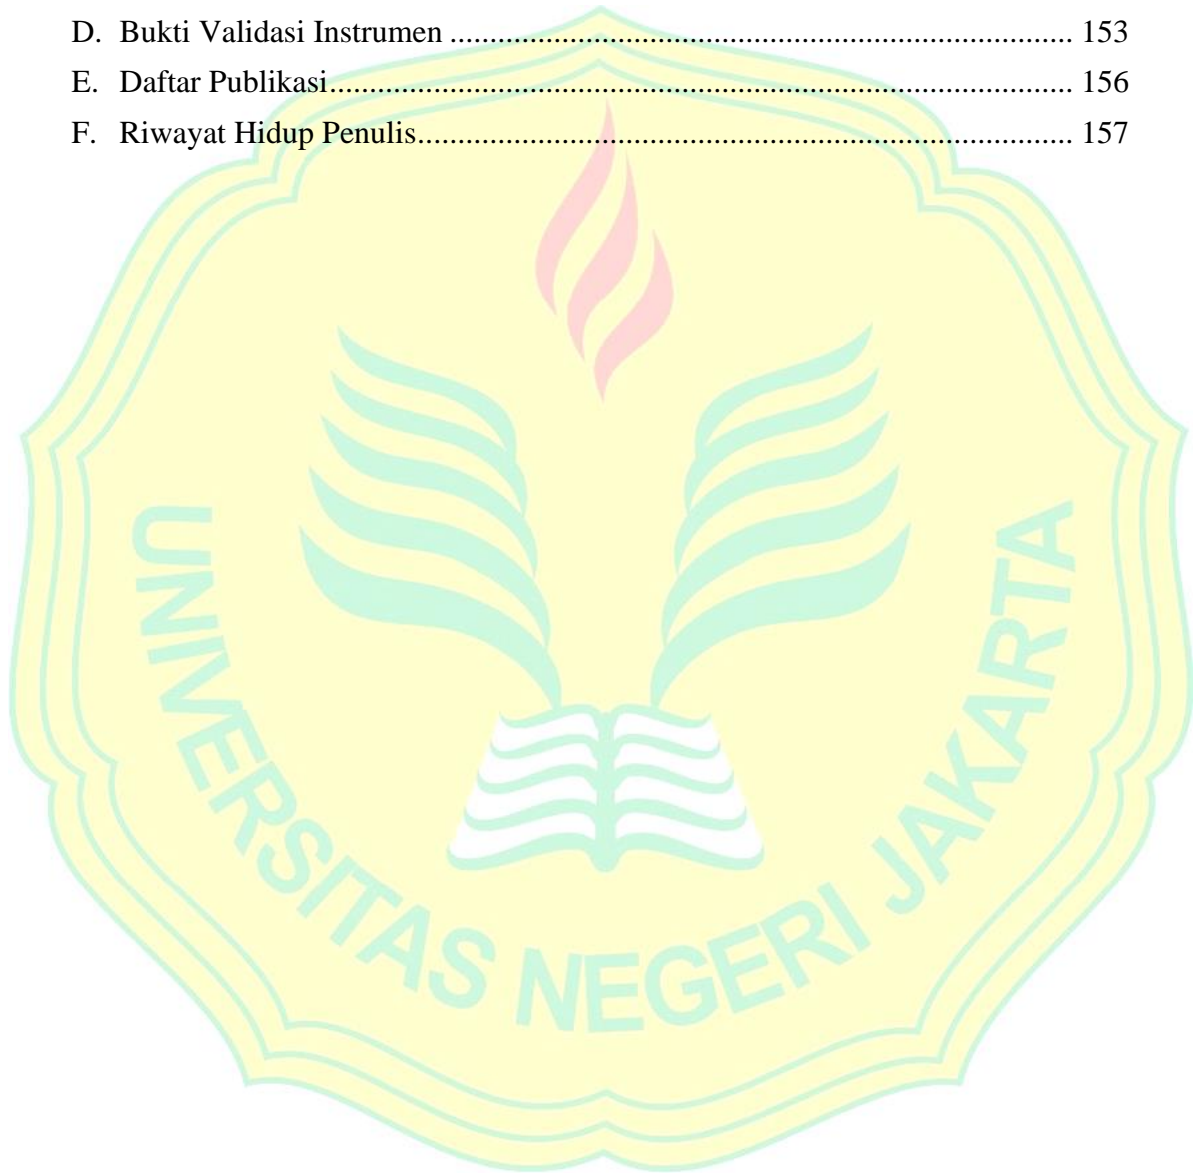 D. Bukti Validasi Instrumen ........................................................................... 153
E. Daftar Publikasi.......................................................................................... 156
F. Riwayat Hidup Penulis............................................................................... 157
UNIVERSITAS NEGERI JAKARTA